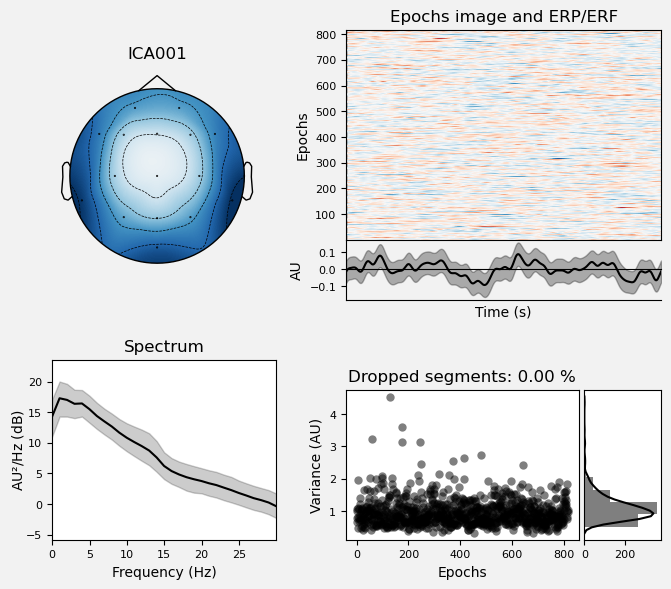 ICA001
Epochs image and ERP/ERF
800
700
600
500
400
300
200
100
Epochs
0.1
0.0
−0.1
AU
Time (s)
Spectrum
20
15
10
5
0
−5
AU²/Hz (dB)
0 5 10 15 20 25
Frequency (Hz)
Dropped segments: 0.00 %
4
3
2
1
Variance (AU)
0 200 400 600 800
Epochs
0 200